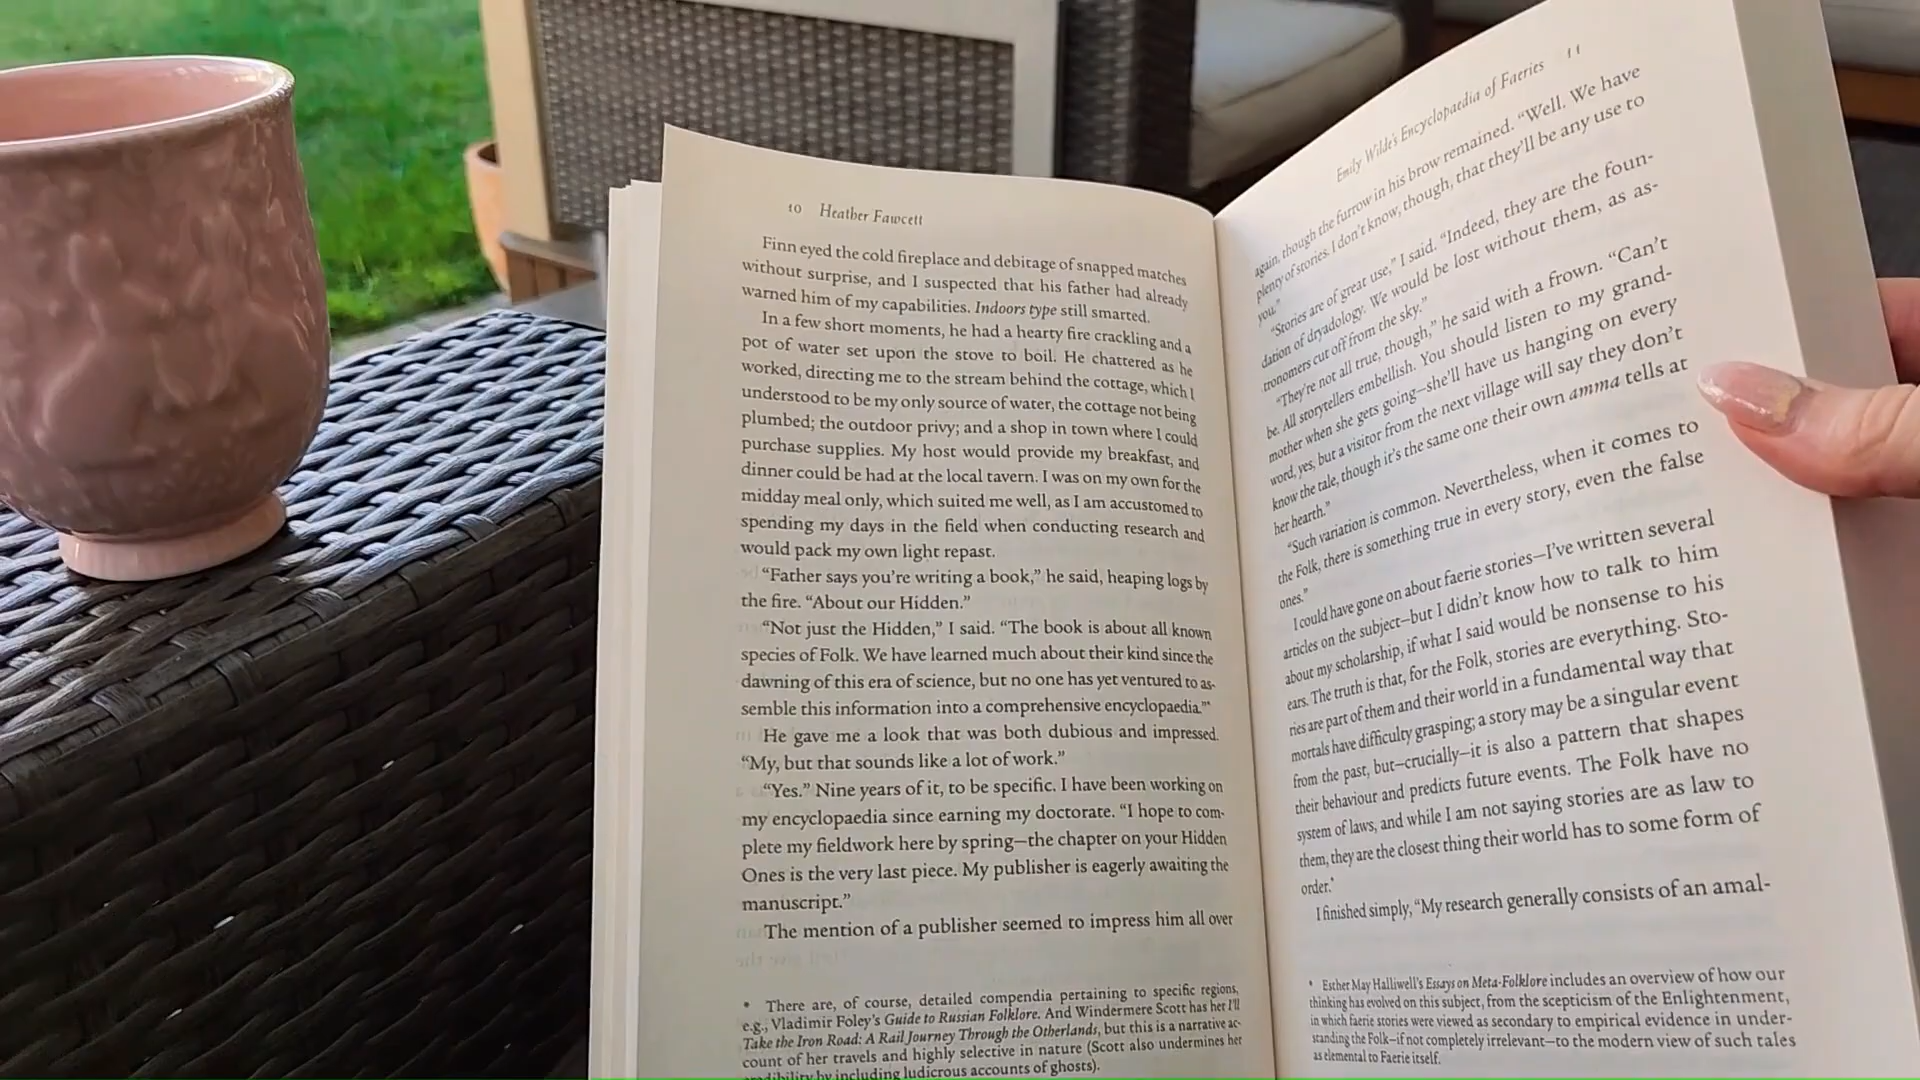 10 Heather Fawcett
Finn eyed the cold fireplace and debitage of snapped matches
without surprise, and I suspected that his father had already
warned him of my capabilities. Indoors type still smarted.
In a few short moments, he had a hearty fire crackling and a
pot of water set upon the stove to boil. He chattered as he
worked, directing me to the stream behind the cottage, which I
understood to be my only source of water, the cottage not being
plumbed; the outdoor privy; and a shop in town where I could
purchase supplies. My host would provide my breakfast, and
dinner could be had at the local tavern. I was on my own for the
midday meal only, which suited me well, as I am accustomed to
spending my days in the field when conducting research and
would pack my own light repast.
“Father says you’re writing a book,” he said, heaping logs by
the fire. “About our Hidden.”
“Not just the Hidden,” I said. “The book is about all known
species of Folk. We have learned much about their kind since the
dawning of this era of science, but no one has yet ventured to as-
semble this information into a comprehensive encyclopaedia.”*
He gave me a look that was both dubious and impressed.
“My, but that sounds like a lot of work.”
“Yes.” Nine years of it, to be specific. I have been working on
my encyclopaedia since earning my doctorate. “I hope to com-
plete my fieldwork here by spring—the chapter on your Hidden
Ones is the very last piece. My publisher is eagerly awaiting the
manuscript.”
The mention of a publisher seemed to impress him all over
* There are, of course, detailed compendia pertaining to specific regions,
e.g., Vladimir Foley’s Guide to Russian Folklore. And Windermere Scott has her I’ll
Take the Iron Road: A Rail Journey Through the Otherlands, but this is a narrative ac-
count of her travels and highly selective in nature (Scott also undermines her
credibility by including ludicrous accounts of ghosts).
Emily Wilde’s Encyclopaedia of Faeries 11
again, though the furrow in his brow remained. “Well. We have
plenty of stories. I don’t know, though, that they’ll be any use to
you.”
“Stories are of great use,” I said. “Indeed, they are the foun-
dation of dryadology. We would be lost without them, as as-
tronomers cut off from the sky.”
“They’re not all true, though,” he said with a frown. “Can’t
be. All storytellers embellish. You should listen to my grand-
mother when she gets going—she’ll have us hanging on every
word, yes, but a visitor from the next village will say they don’t
know the tale, though it’s the same one their own amma tells at
her hearth.”
“Such variation is common. Nevertheless, when it comes to
the Folk, there is something true in every story, even the false
ones.”
I could have gone on about faerie stories—I’ve written several
articles on the subject—but I didn’t know how to talk to him
about my scholarship, if what I said would be nonsense to his
ears. The truth is that, for the Folk, stories are everything. Sto-
ries are part of them and their world in a fundamental way that
mortals have difficulty grasping; a story may be a singular event
from the past, but—crucially—it is also a pattern that shapes
their behaviour and predicts future events. The Folk have no
system of laws, and while I am not saying stories are as law to
them, they are the closest thing their world has to some form of
order.*
I finished simply, “My research generally consists of an amal-
* Esther May Halliwell’s Essays on Meta-Folklore includes an overview of how our
thinking has evolved on this subject, from the scepticism of the Enlightenment,
in which faerie stories were viewed as secondary to empirical evidence in under-
standing the Folk—if not completely irrelevant—to the modern view of such tales
as elemental to Faerie itself.